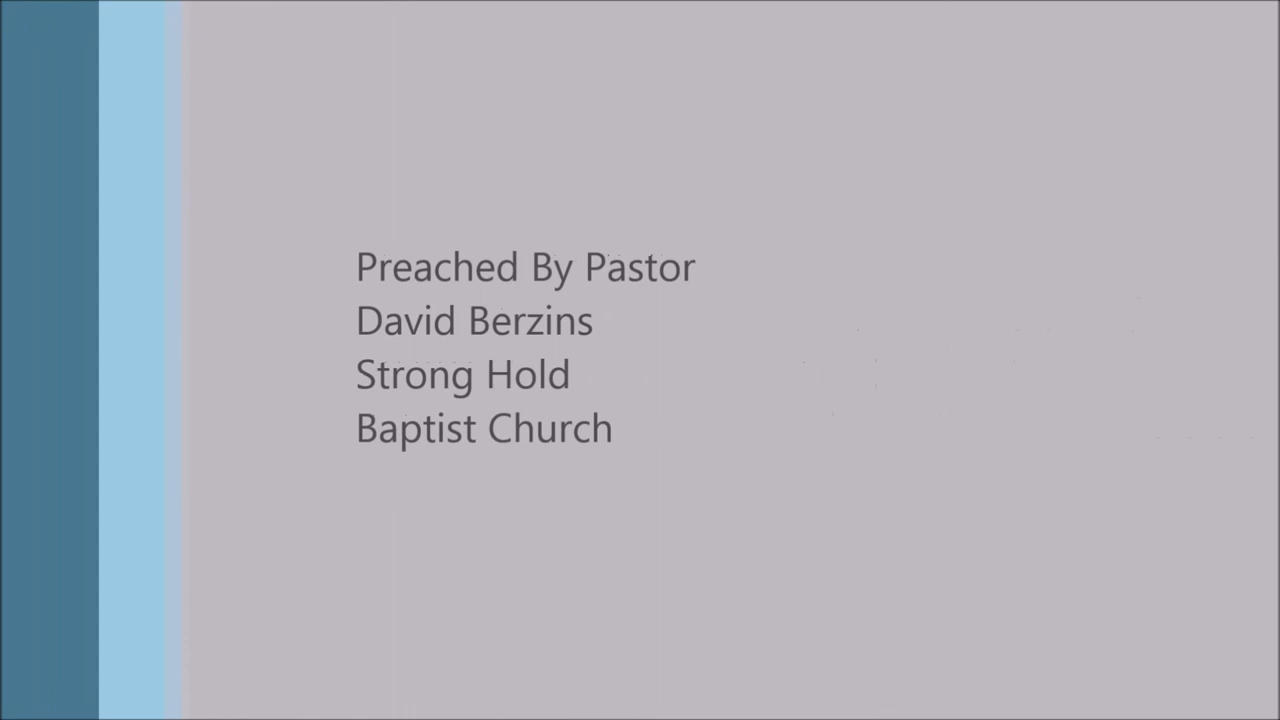 Preached By Pastor
David Berzins
Strong Hold
Baptist Church